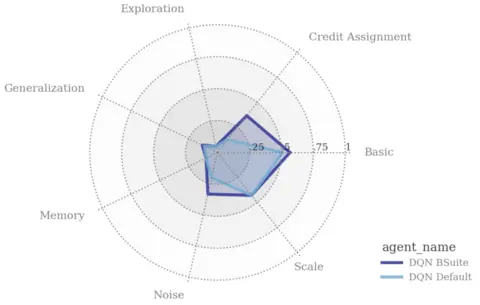 Exploration
Credit Assignment
Generalization
.25 .5 .75 1
Basic
Memory
Scale
Noise
agent_name
DQN BSuite
DQN Default